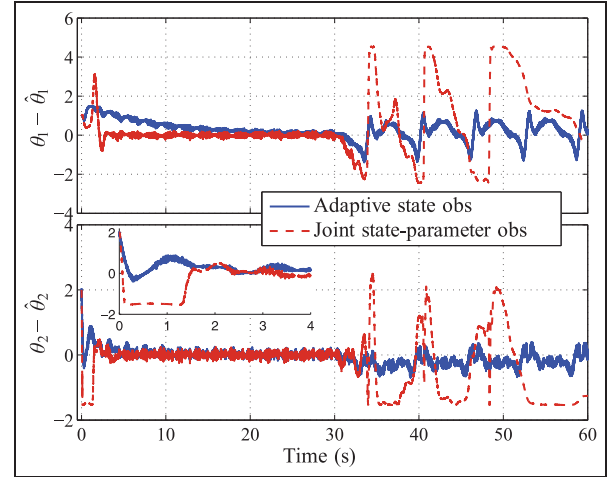 6
4
2
0
−2
4
θ₁ − θ̂₁
Adaptive state obs
Joint state-parameter obs
4
2
0
−2
θ₂ − θ̂₂
2
0
−2
0 1 2 3 4
0 10 20 30 40 50 60
Time (s)